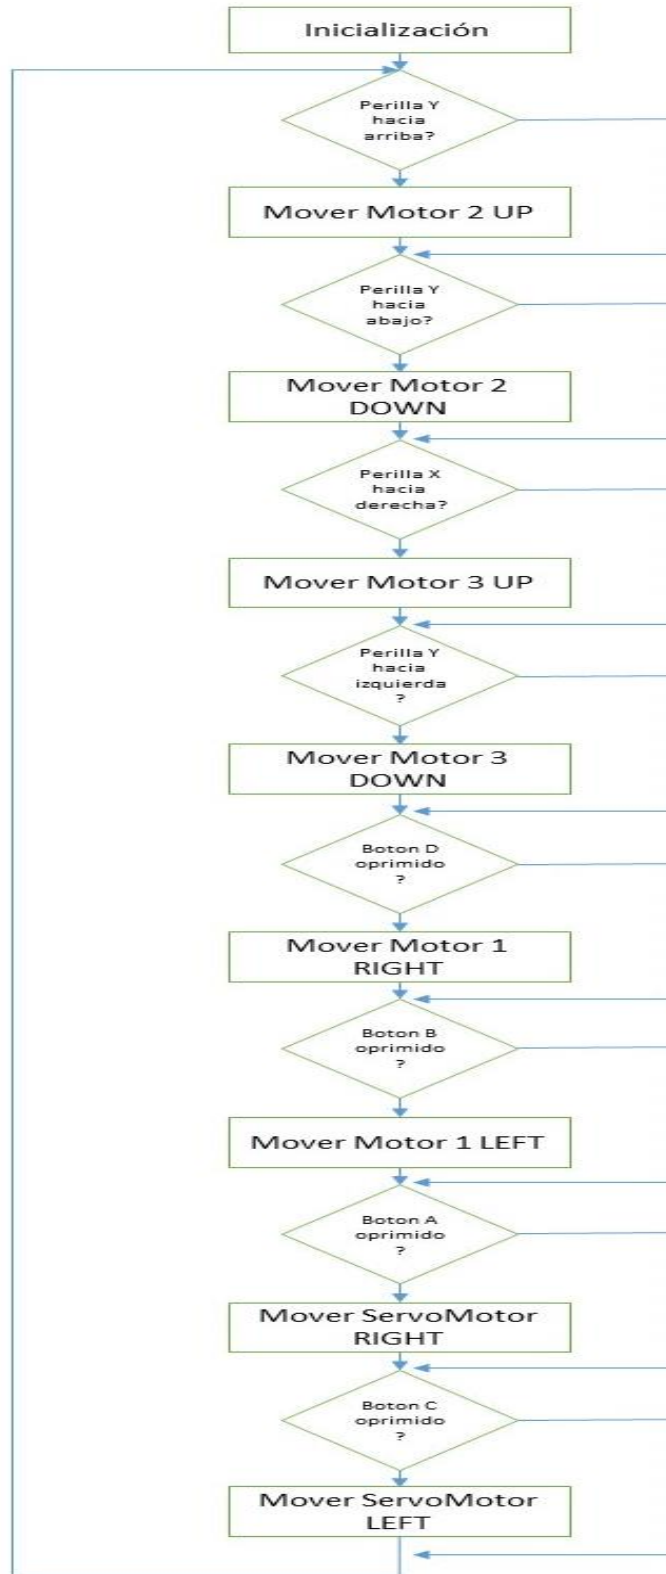 Inicialización
Perilla Y
hacia
arriba?
Mover Motor 2 UP
Perilla Y
hacia
abajo?
Mover Motor 2
DOWN
Perilla X
hacia
derecha?
Mover Motor 3 UP
Perilla Y
hacia
izquierda
?
Mover Motor 3
DOWN
Boton D
oprimido
?
Mover Motor 1
RIGHT
Boton B
oprimido
?
Mover Motor 1 LEFT
Boton A
oprimido
?
Mover ServoMotor
RIGHT
Boton C
oprimido
?
Mover ServoMotor
LEFT